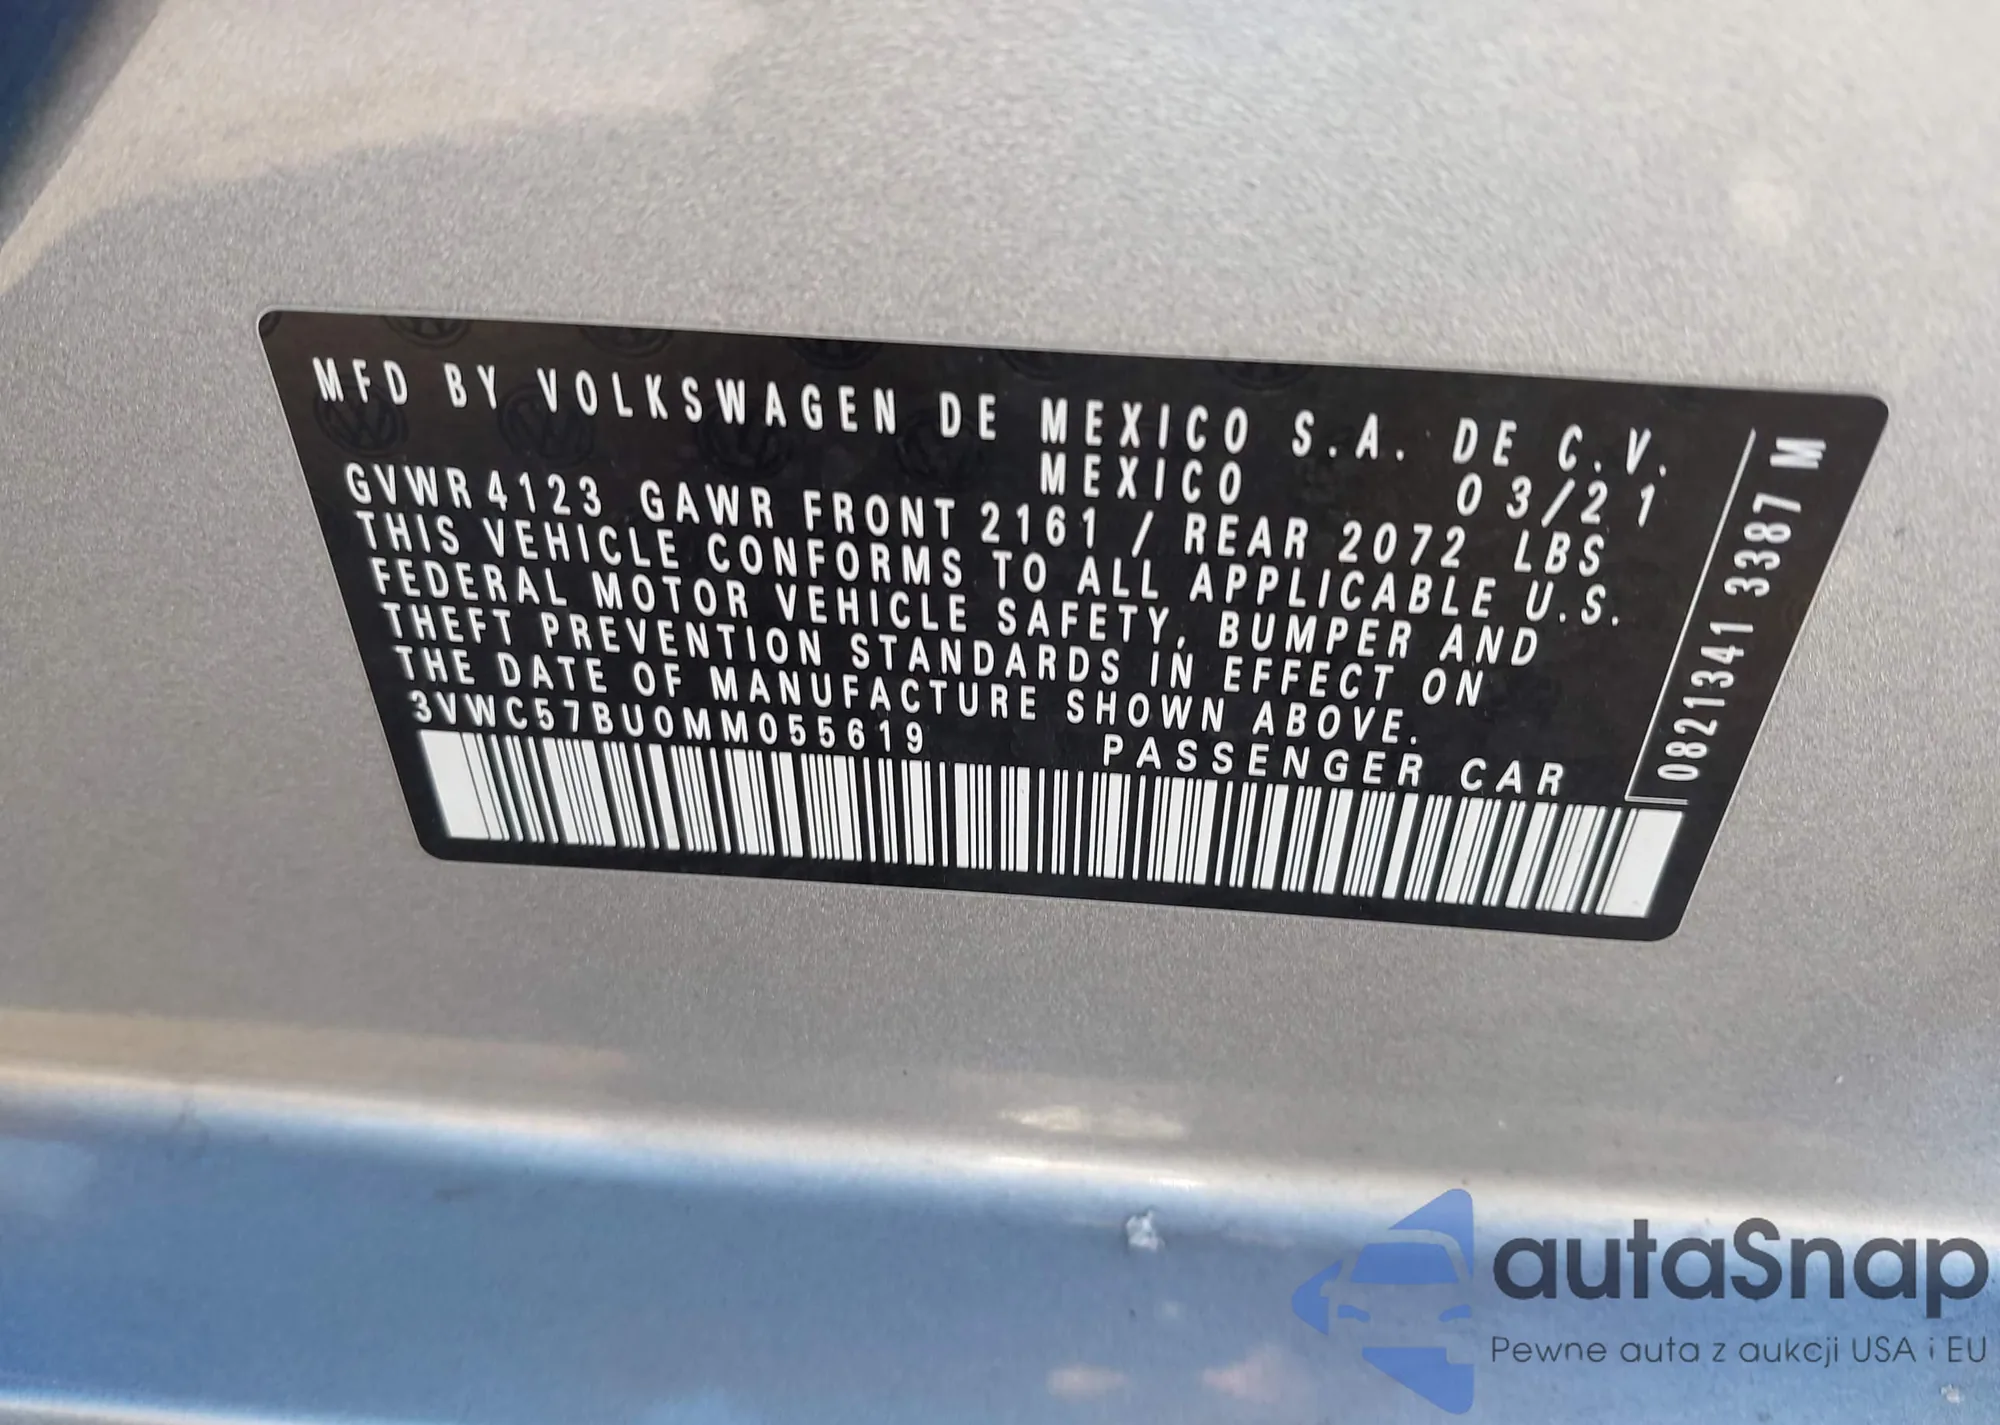 MFD BY VOLKSWAGEN DE MEXICO S.A. DE C.V.
MEXICO 03/21
GVWR 4123 GAWR FRONT 2161 / REAR 2072 LBS
THIS VEHICLE CONFORMS TO ALL APPLICABLE U.S.
FEDERAL MOTOR VEHICLE SAFETY, BUMPER AND
THEFT PREVENTION STANDARDS IN EFFECT ON
THE DATE OF MANUFACTURE SHOWN ABOVE.
3VWC57BU0MM055619 PASSENGER CAR
0821341 3387 M
autaSnap
Pewne auta z aukcji USA i EU